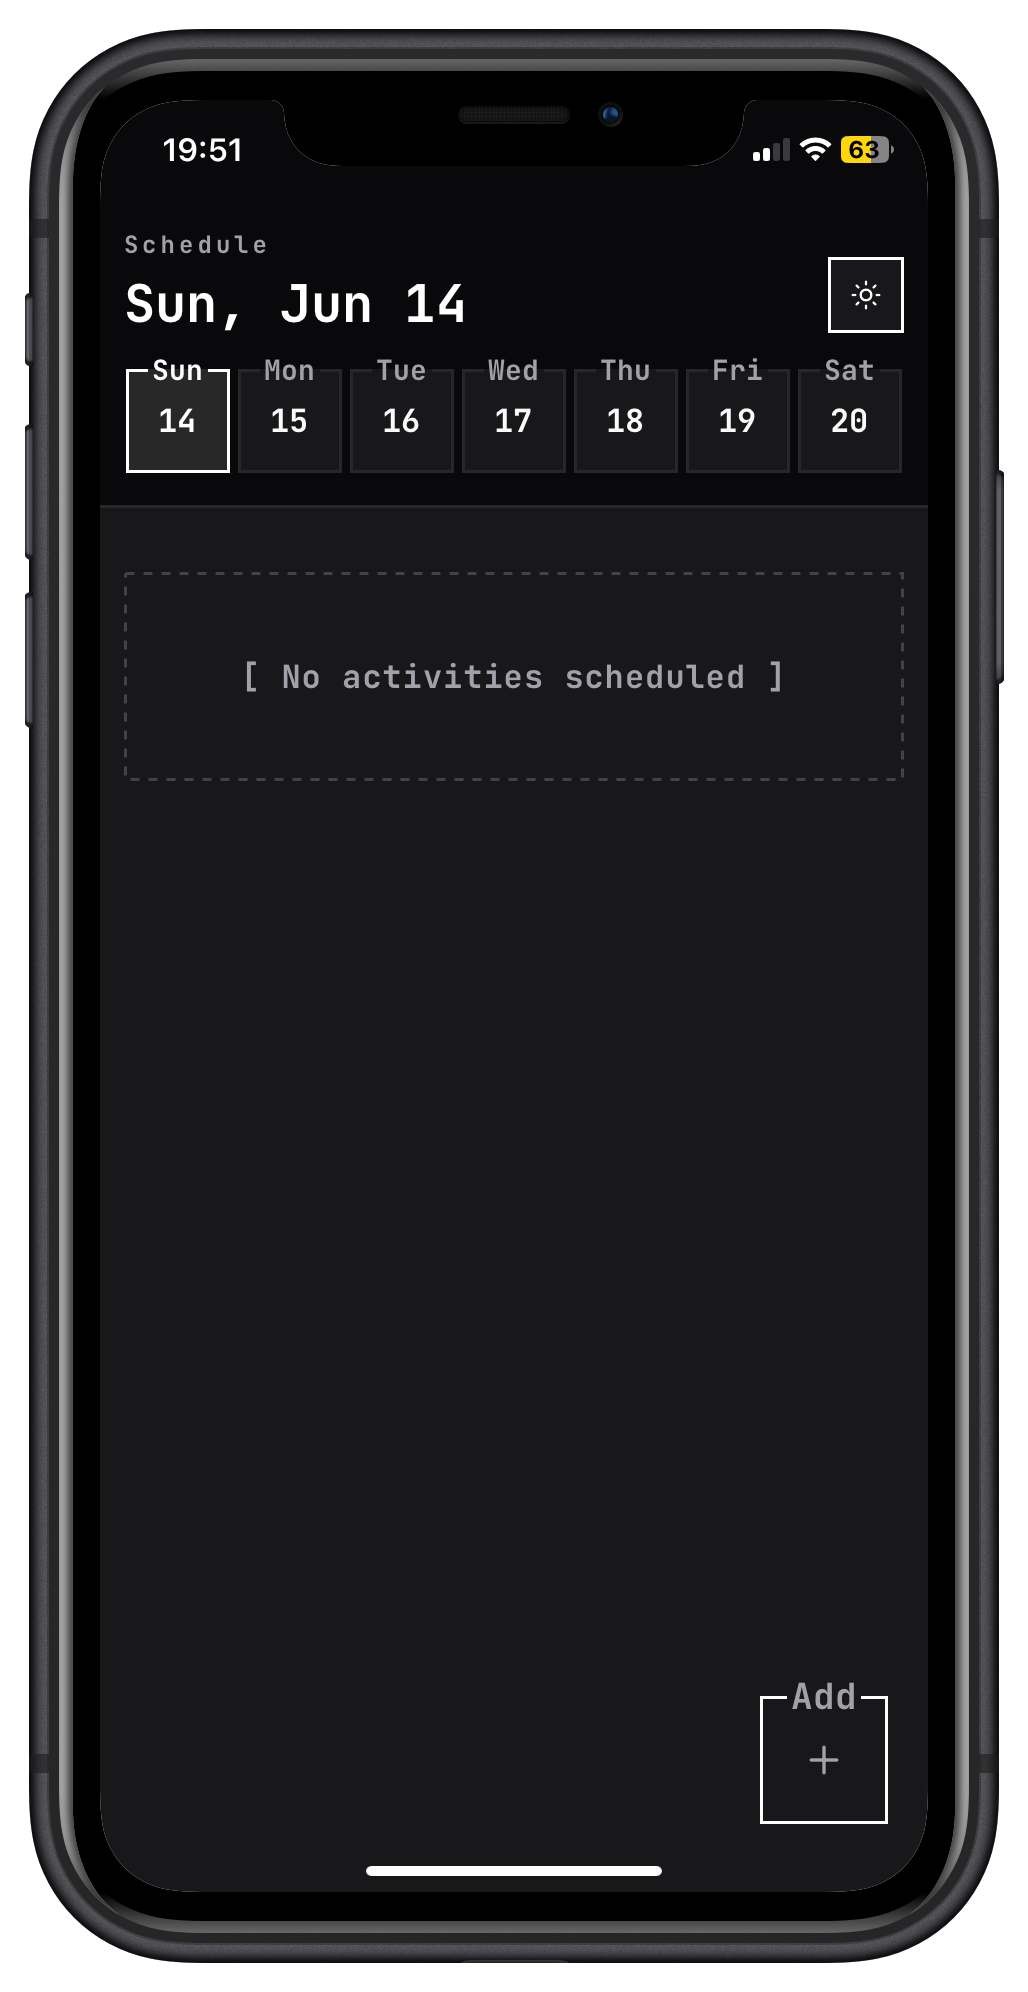 19:51 63
Schedule
Sun, Jun 14
Sun Mon Tue Wed Thu Fri Sat
14 15 16 17 18 19 20
[ No activities scheduled ]
Add
+